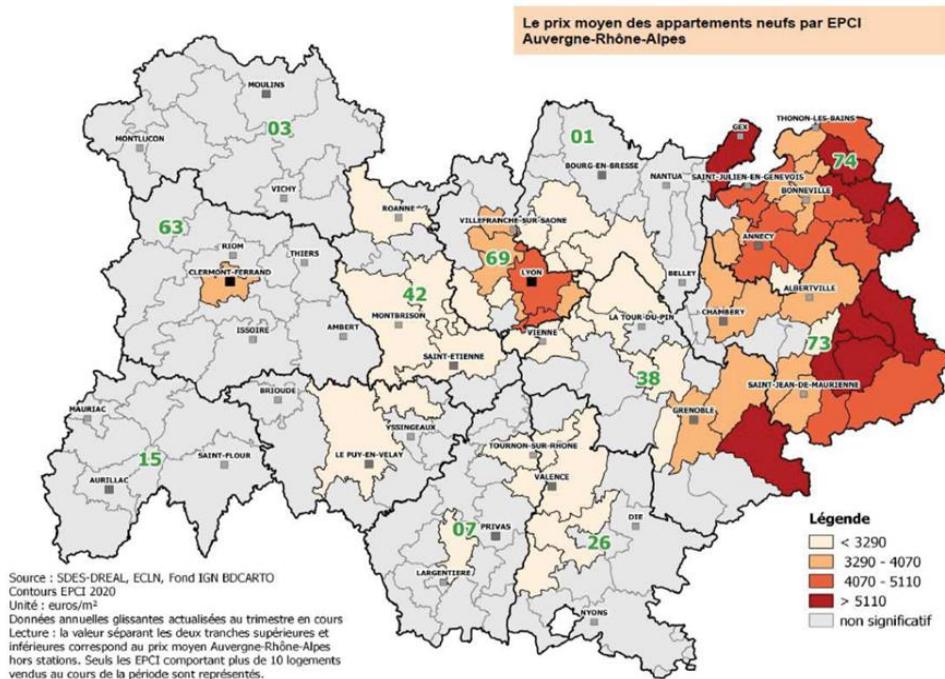 Le prix moyen des appartements neufs par EPCI
Auvergne-Rhône-Alpes
MOULINS
03
MONTLUCON
VICHY
01
BOURG-EN-BRESSE
NANTUA
GEX
THONON-LES-BAINS
74
SAINT-JULIEN-EN-GENEVOIS
BONNEVILLE
ROANNE
VILLEFRANCHE-SUR-SAONE
63
RIOM
THIERS
CLERMONT-FERRAND
69
LYON
ANNECY
BELLEY
ALBERTVILLE
42
MONTBRISON
CHAMBERY
LA TOUR-DU-PIN
ISSOIRE
AMBERT
VIENNE
73
SAINT-ETIENNE
38
SAINT-JEAN-DE-MAURIENNE
BRIOUDE
GRENOBLE
MAURIAC
YSSINGEAUX
TOURNON-SUR-RHONE
15
SAINT-FLOUR
LE PUY-EN-VELAY
VALENCE
AURILLAC
07
PRIVAS
DIE
26
LARGENTIERE
NYONS
Légende
< 3290
3290 - 4070
4070 - 5110
> 5110
non significatif
Source : SDES-DREAL, ECLN, Fond IGN BDCARTO
Contours EPCI 2020
Unité : euros/m²
Données annuelles glissantes actualisées au trimestre en cours
Lecture : la valeur séparant les deux tranches supérieures et
inférieures correspond au prix moyen Auvergne-Rhône-Alpes
hors stations. Seuls les EPCI comportant plus de 10 logements
vendus au cours de la période sont représentés.